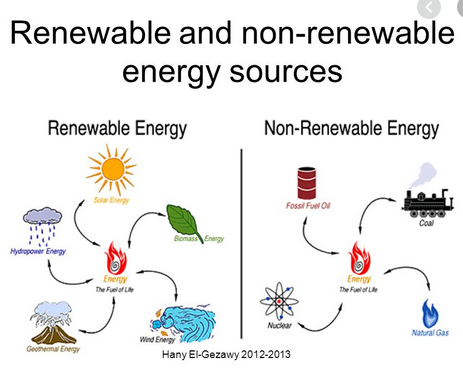 Renewable and non-renewable
energy sources
Renewable Energy
Non-Renewable Energy
Solar Energy
Hydropower Energy
Biomass Energy
Energy
The Fuel of Life
Geothermal Energy
Wind Energy
Fossil Fuel Oil
Coal
Energy
The Fuel of Life
Nuclear
Natural Gas
Hany El-Gezawy 2012-2013